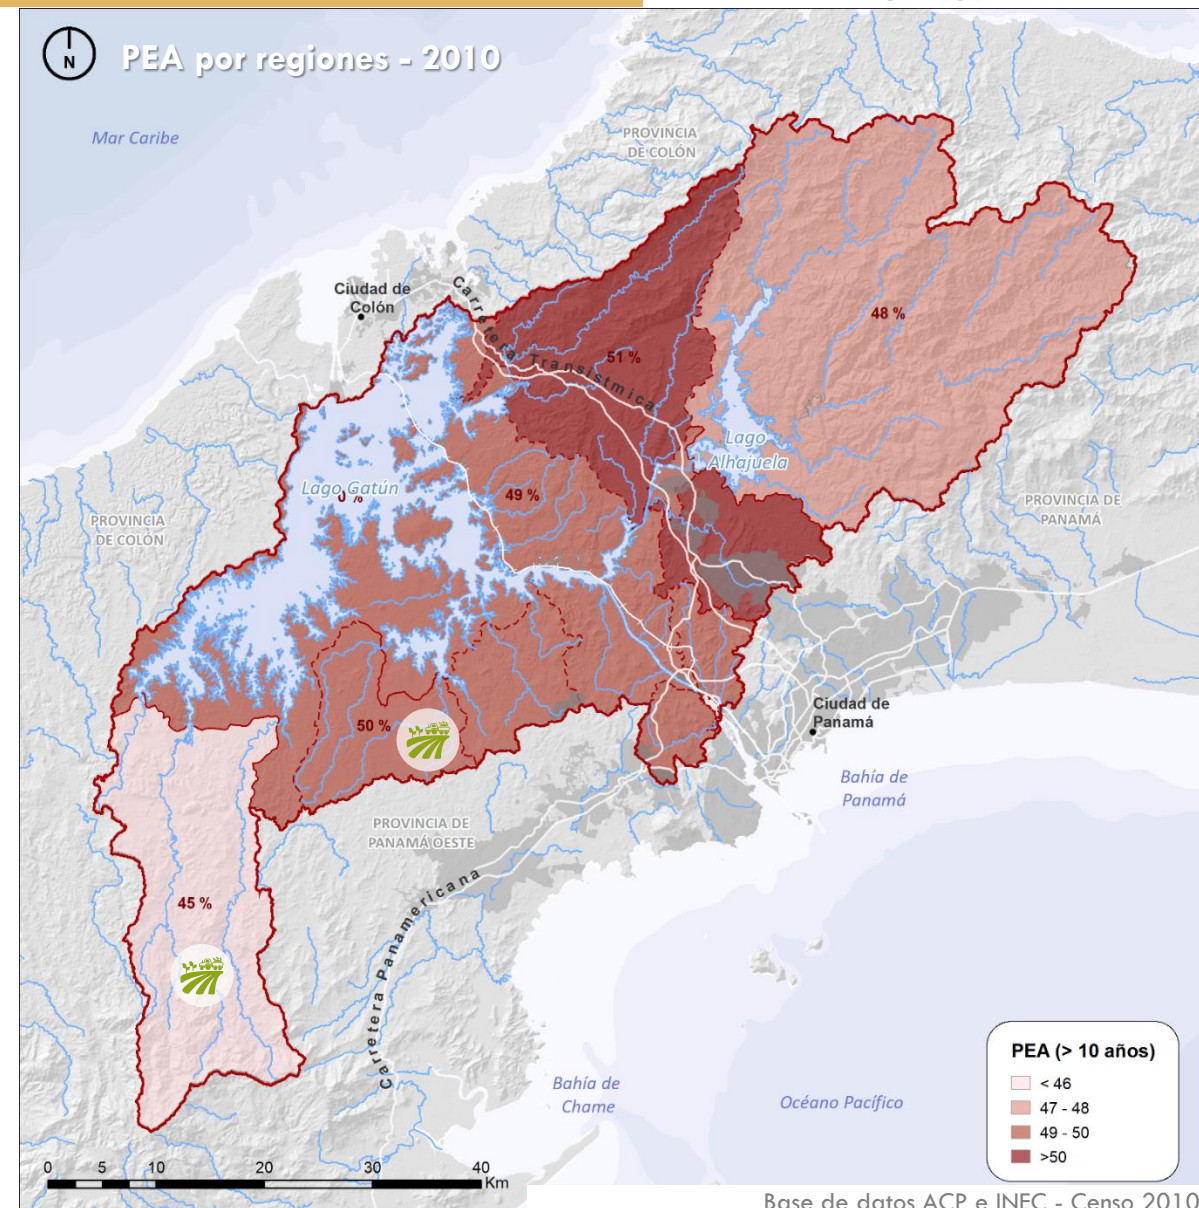 N
PEA por regiones - 2010
Mar Caribe
PROVINCIA
DE COLÓN
Ciudad de
Colón
Carretera Transístmica
48 %
51 %
Lago
Alhajuela
Lago Gatún
0 %
49 %
PROVINCIA
DE COLÓN
PROVINCIA DE
PANAMÁ
50 %
Ciudad de
Panamá
Bahía de
Panamá
PROVINCIA DE
PANAMÁ OESTE
Carretera Panamericana
45 %
Bahía de
Chame
Océano Pacífico
PEA (> 10 años)
< 46
47 - 48
49 - 50
>50
0 5 10 20 30 40
Km
Base de datos ACP e INEC - Censo 2010